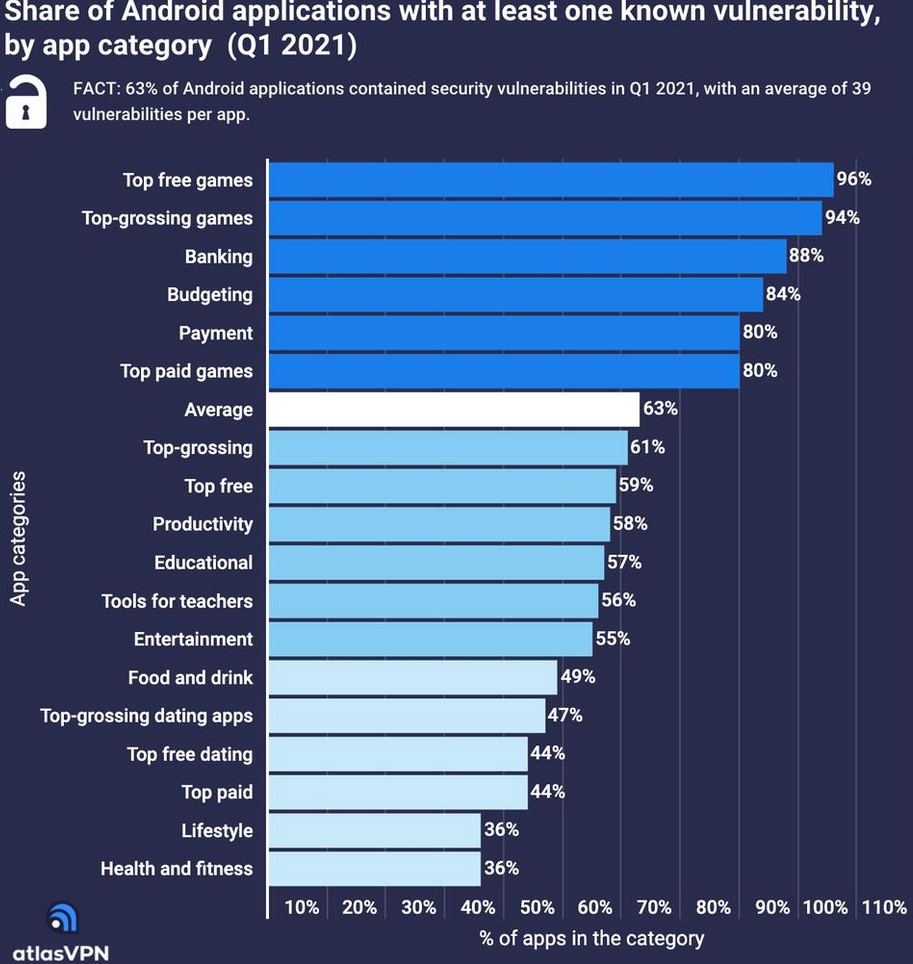 Share of Android applications with at least one known vulnerability,
by app category (Q1 2021)
FACT: 63% of Android applications contained security vulnerabilities in Q1 2021, with an average of 39
vulnerabilities per app.
App categories
Top free games 96%
Top-grossing games 94%
Banking 88%
Budgeting 84%
Payment 80%
Top paid games 80%
Average 63%
Top-grossing 61%
Top free 59%
Productivity 58%
Educational 57%
Tools for teachers 56%
Entertainment 55%
Food and drink 49%
Top-grossing dating apps 47%
Top free dating 44%
Top paid 44%
Lifestyle 36%
Health and fitness 36%
10% 20% 30% 40% 50% 60% 70% 80% 90% 100% 110%
% of apps in the category
atlasVPN